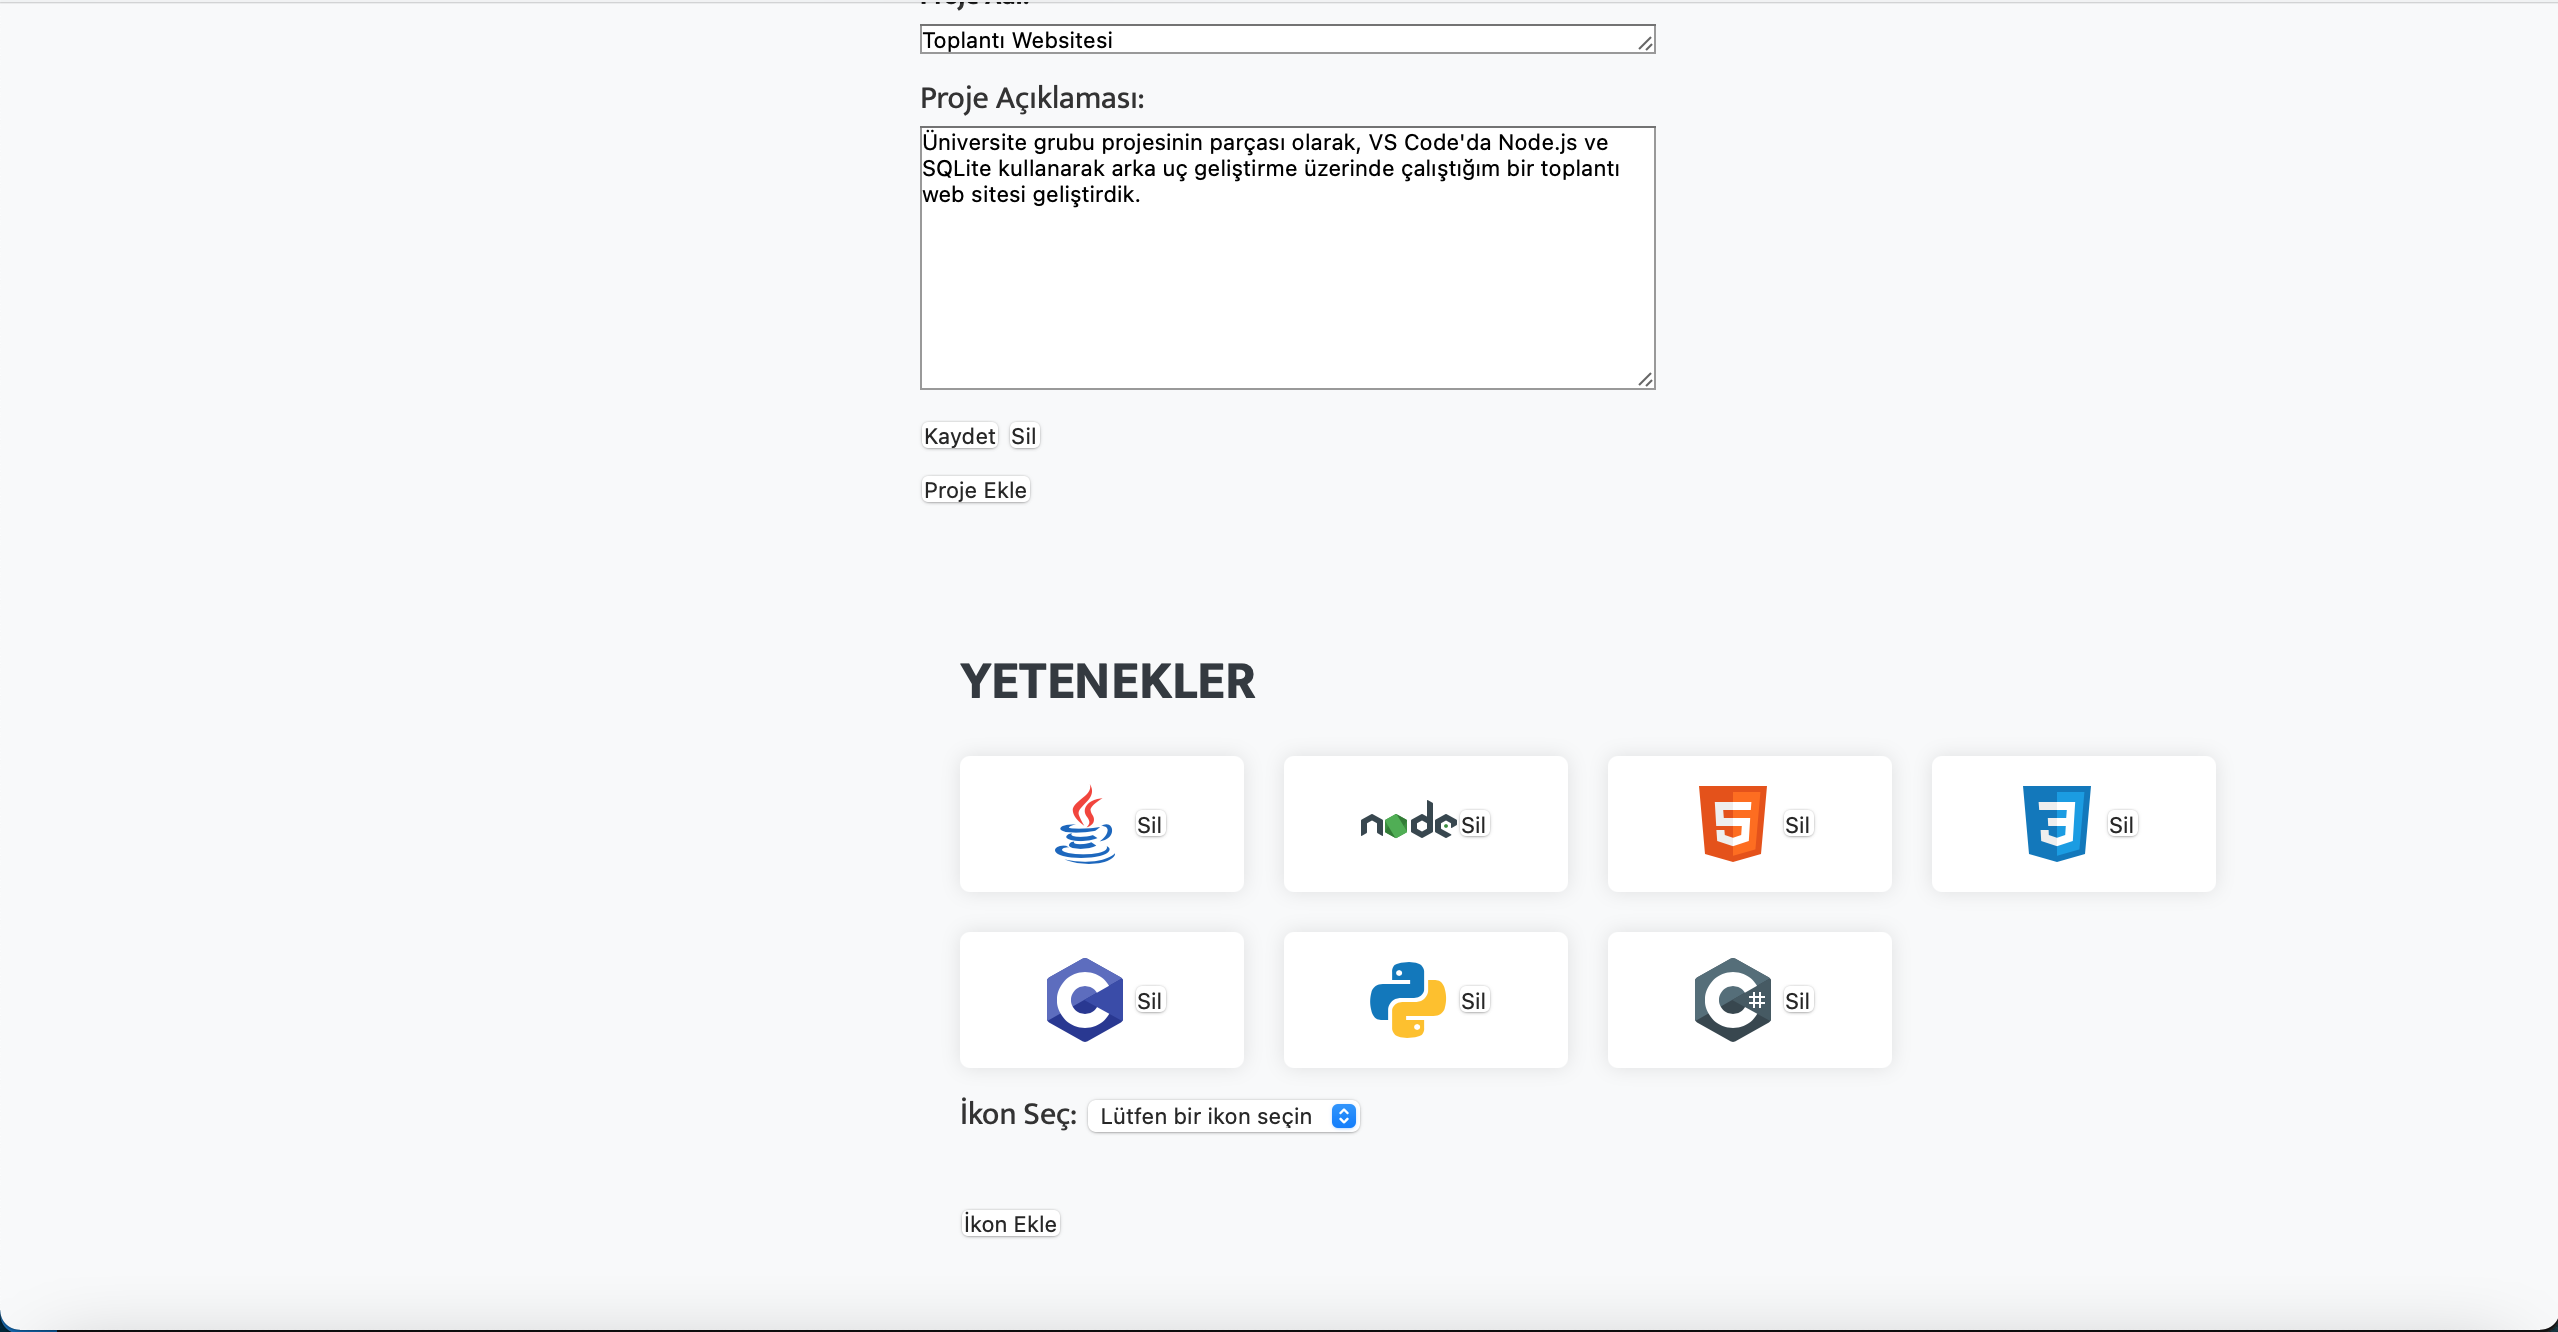 Proje Adı:
Toplantı Websitesi
Proje Açıklaması:
Üniversite grubu projesinin parçası olarak, VS Code'da Node.js ve
SQLite kullanarak arka uç geliştirme üzerinde çalıştığım bir toplantı
web sitesi geliştirdik.
Kaydet Sil
Proje Ekle
YETENEKLER
Sil node Sil 5 Sil 3 Sil
C Sil Sil C# Sil
İkon Seç: Lütfen bir ikon seçin
İkon Ekle